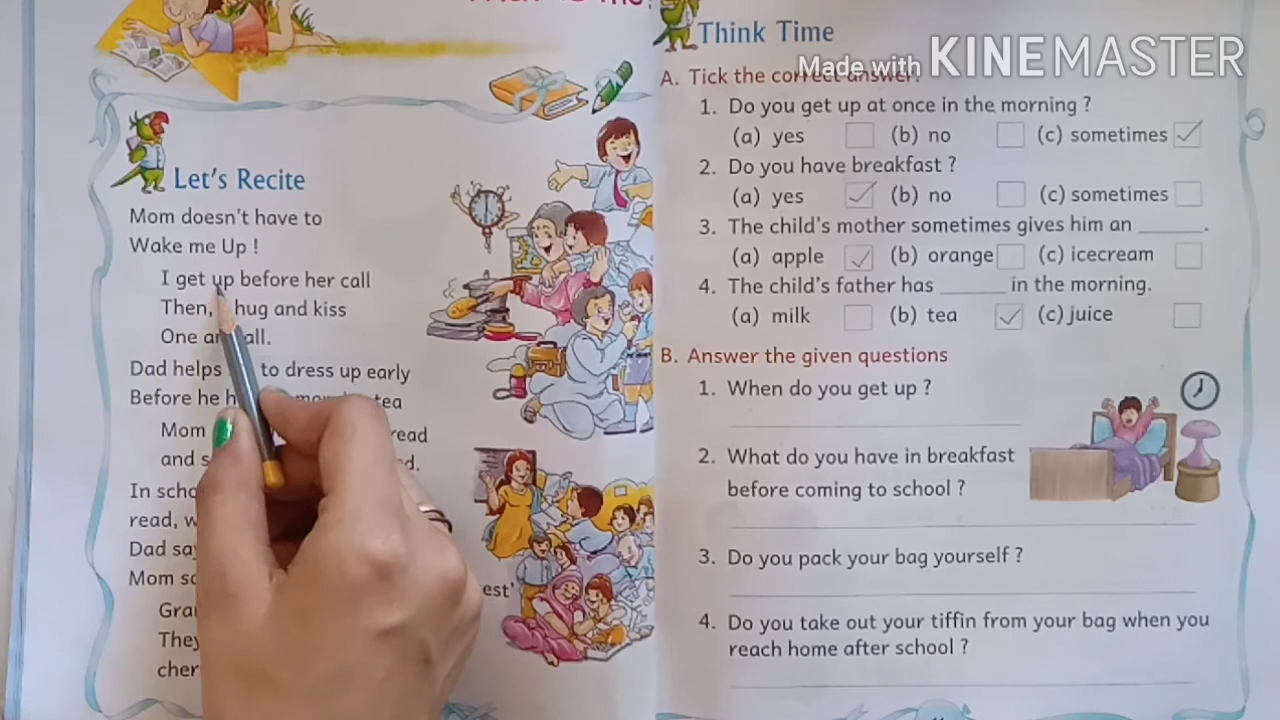 Let's Recite
Mom doesn't have to
Wake me Up !
I get up before her call
Then, hug and kiss
One all.
Dad helps to dress up early
Before he tea
Mom
and
In
read,
Dad
Mom
est'
They
Think Time
Made with KINEMASTER
A. Tick the correct answer.
1. Do you get up at once in the morning ?
(a) yes (b) no (c) sometimes
2. Do you have breakfast ?
(a) yes (b) no (c) sometimes
3. The child's mother sometimes gives him an ______.
(a) apple (b) orange (c) icecream
4. The child's father has ______ in the morning.
(a) milk (b) tea (c) juice
B. Answer the given questions
1. When do you get up ?
2. What do you have in breakfast
before coming to school ?
3. Do you pack your bag yourself ?
4. Do you take out your tiffin from your bag when you
reach home after school ?